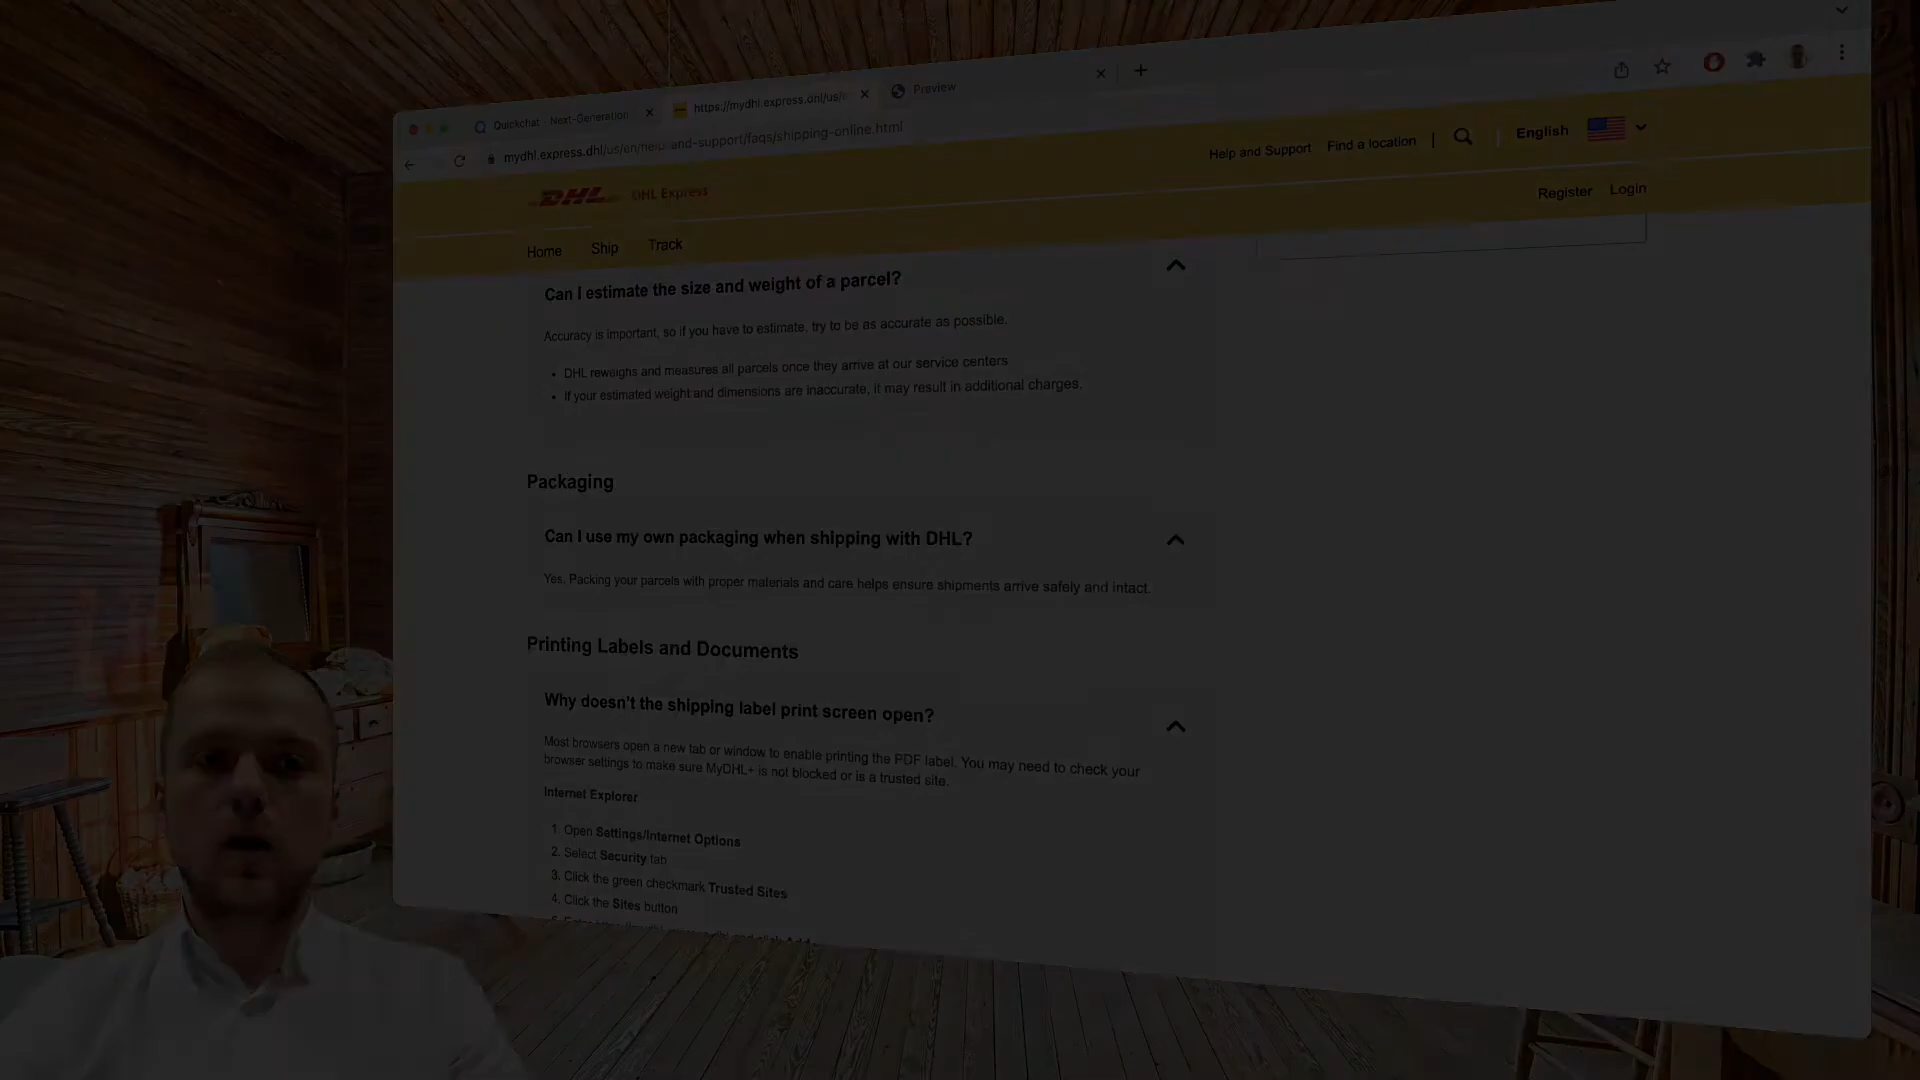 Quickchat Next-Generation
https://mydhl.express.dhl/us/
Preview
mydhl.express.dhl/us/en/help-and-support/faqs/shipping-online.html
Help and Support
Find a location
English
DHL
DHL Express
Register
Login
Home
Ship
Track
Can I estimate the size and weight of a parcel?
Accuracy is important, so if you have to estimate, try to be as accurate as possible.
• DHL reweighs and measures all parcels once they arrive at our service centers
• If your estimated weight and dimensions are inaccurate, it may result in additional charges.
Packaging
Can I use my own packaging when shipping with DHL?
Yes. Packing your parcels with proper materials and care helps ensure shipments arrive safely and intact.
Printing Labels and Documents
Why doesn't the shipping label print screen open?
Most browsers open a new tab or window to enable printing the PDF label. You may need to check your
browser settings to make sure MyDHL+ is not blocked or is a trusted site.
Internet Explorer
1. Open Settings/Internet Options
2. Select Security tab
3. Click the green checkmark Trusted Sites
4. Click the Sites button